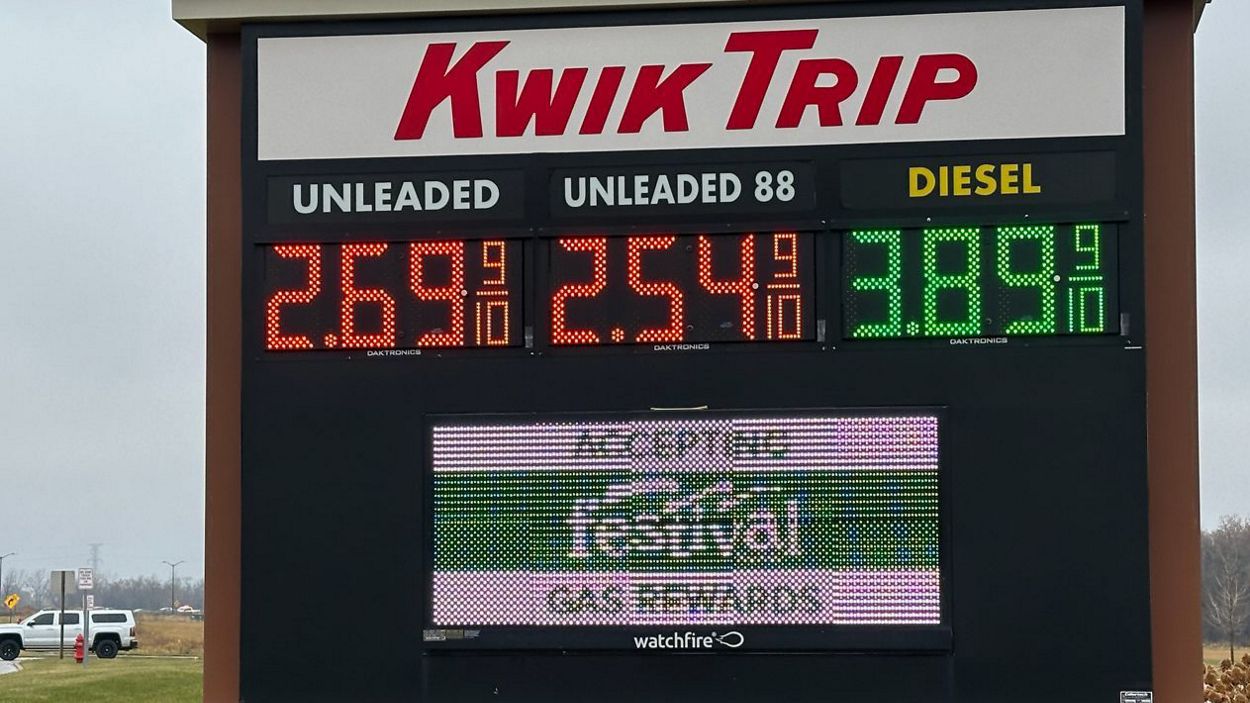 KWIK TRIP
UNLEADED UNLEADED 88 DIESEL
2.69 9/10 2.54 9/10 3.89 9/10
DAKTRONICS DAKTRONICS DAKTRONICS
ACCEPTING
festival
GAS REWARDS
watchfire